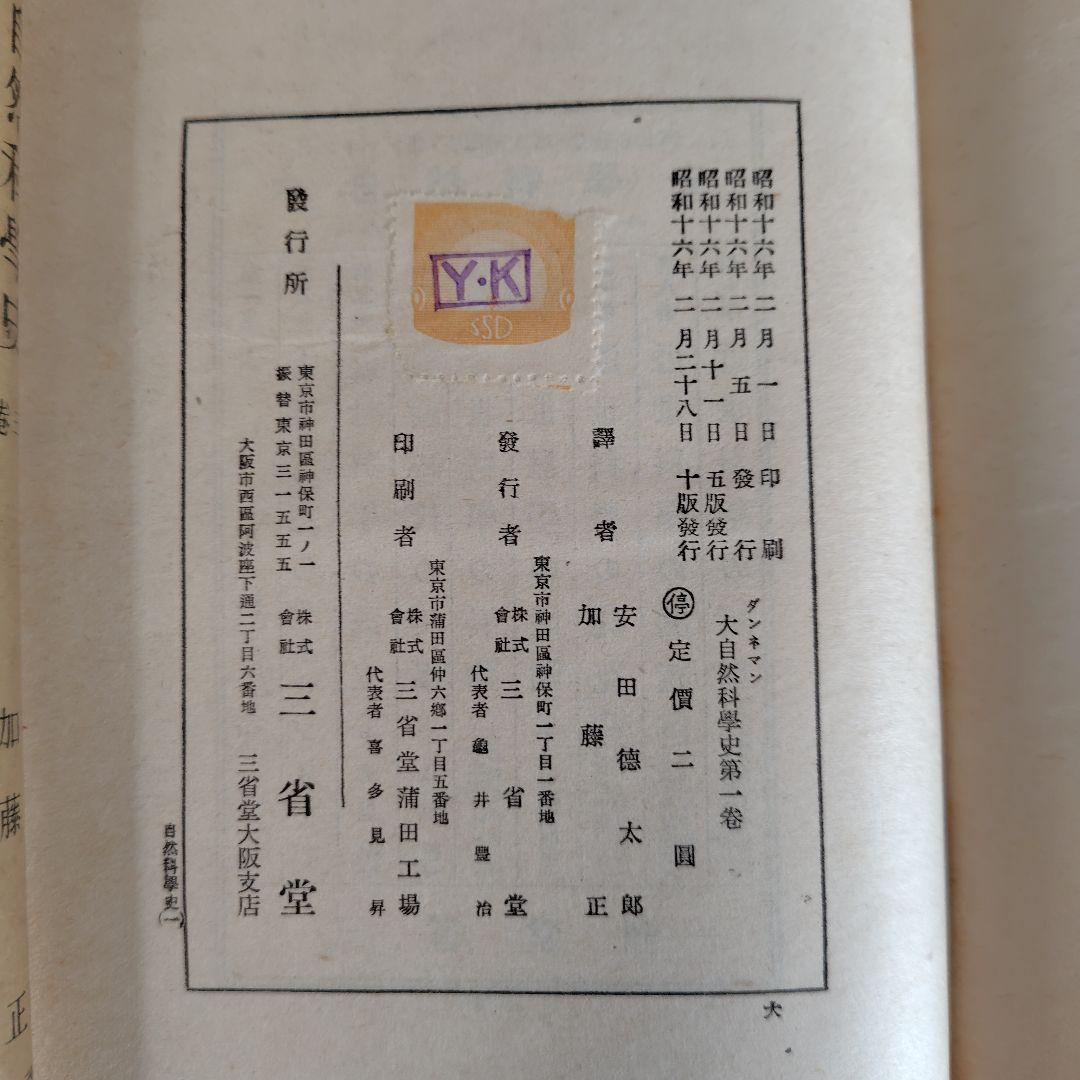 昭和十六年 二月 一 日 印 刷
昭和十六年 二月 五 日 發 行
昭和十六年 二月十一日 五版發行
昭和十六年 二月二十八日 十版發行
ダンネマン
大自然科學史第一卷
停 定價二圓
譯者
安田德太郎
加藤正
發行者
東京市神田區神保町一丁目一番地
株式會社 三省堂
代表者 龜井豐治
印刷者
東京市蒲田區仲六鄕一丁目五番地
株式會社 三省堂蒲田工場
代表者 喜多見昇
發行所
東京市神田區神保町一ノ一
振替東京三一五五五
株式會社 三省堂
大阪市西區阿波座下通二丁目六番地 三省堂大阪支店
自然科學史(一)
大
Y・K
SSD
加藤 正